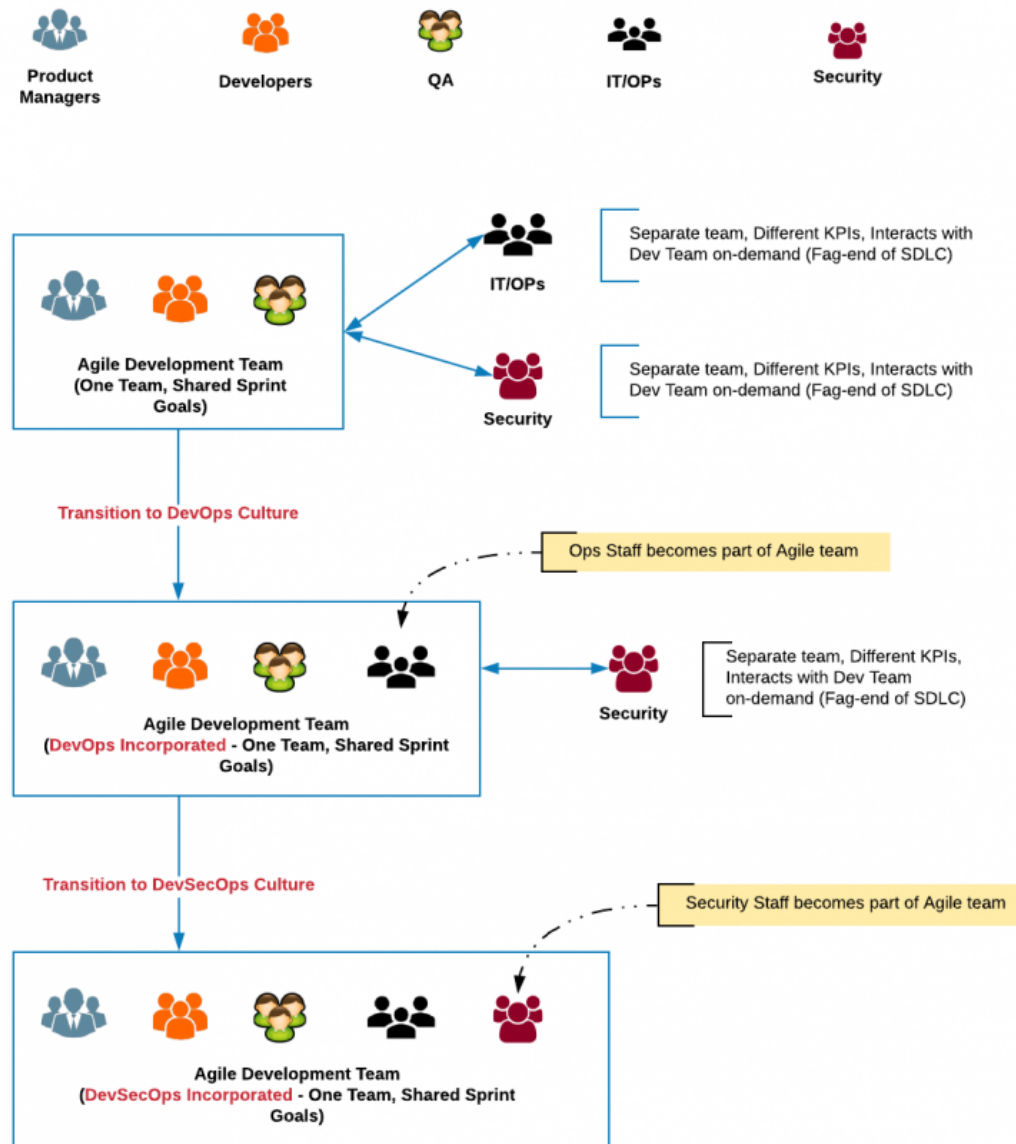 Product
Managers
Developers
QA
IT/OPs
Security
IT/OPs
Separate team, Different KPIs, Interacts with
Dev Team on-demand (Fag-end of SDLC)
Agile Development Team
(One Team, Shared Sprint
Goals)
Security
Separate team, Different KPIs, Interacts with
Dev Team on-demand (Fag-end of SDLC)
Transition to DevOps Culture
Ops Staff becomes part of Agile team
Agile Development Team
(DevOps Incorporated - One Team, Shared Sprint
Goals)
Security
Separate team, Different KPIs,
Interacts with Dev Team
on-demand (Fag-end of SDLC)
Transition to DevSecOps Culture
Security Staff becomes part of Agile team
Agile Development Team
(DevSecOps Incorporated - One Team, Shared Sprint
Goals)